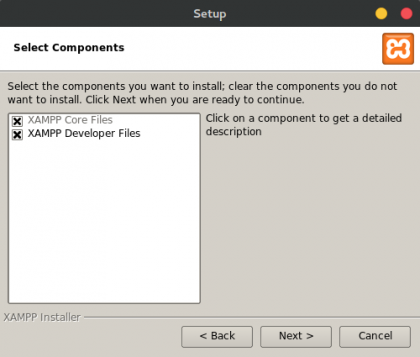 Setup
Select Components
Select the components you want to install; clear the components you do not
want to install. Click Next when you are ready to continue.
XAMPP Core Files
XAMPP Developer Files
Click on a component to get a detailed
description
XAMPP Installer
< Back
Next >
Cancel